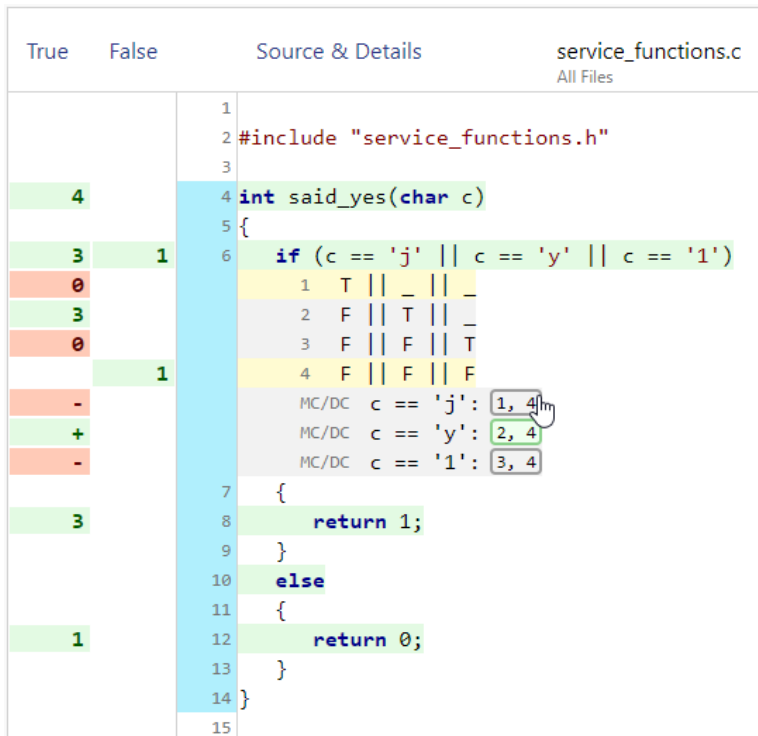 True False Source & Details service_functions.c
All Files
1
2 #include "service_functions.h"
3
4 4 int said_yes(char c)
5 {
3 1 6 if (c == 'j' || c == 'y' || c == '1')
0 1 T || _ || _
3 2 F || T || _
0 3 F || F || T
1 4 F || F || F
- MC/DC c == 'j': 1, 4
+ MC/DC c == 'y': 2, 4
- MC/DC c == '1': 3, 4
7 {
3 8 return 1;
9 }
10 else
11 {
1 12 return 0;
13 }
14 }
15